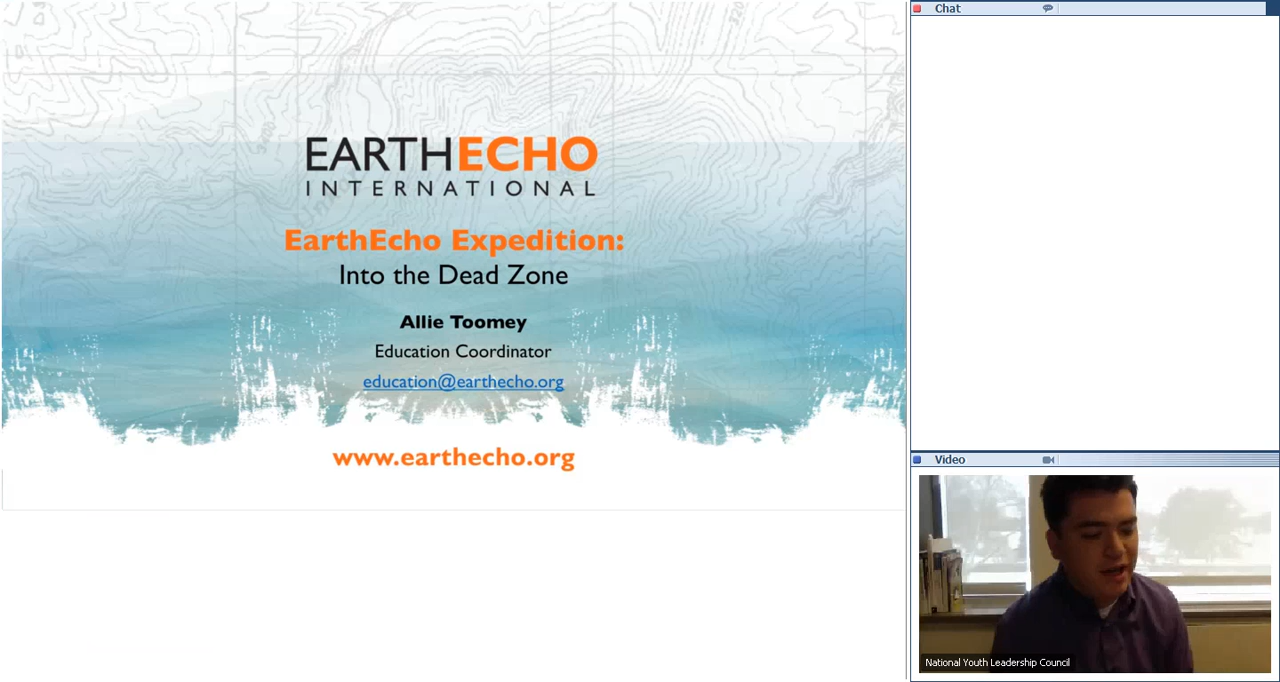 EARTHECHO
INTERNATIONAL
EarthEcho Expedition:
Into the Dead Zone
Allie Toomey
Education Coordinator
education@earthecho.org
www.earthecho.org
Chat
Video
National Youth Leadership Council